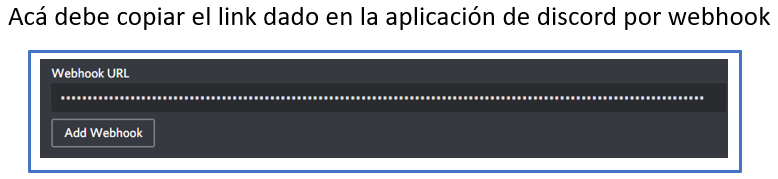 Acá debe copiar el link dado en la aplicación de discord por webhook
Webhook URL
Add Webhook